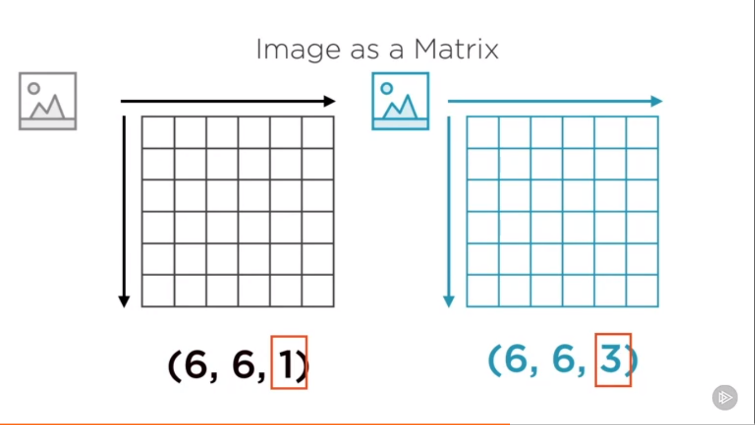 Image as a Matrix
(6, 6, 1)
(6, 6, 3)